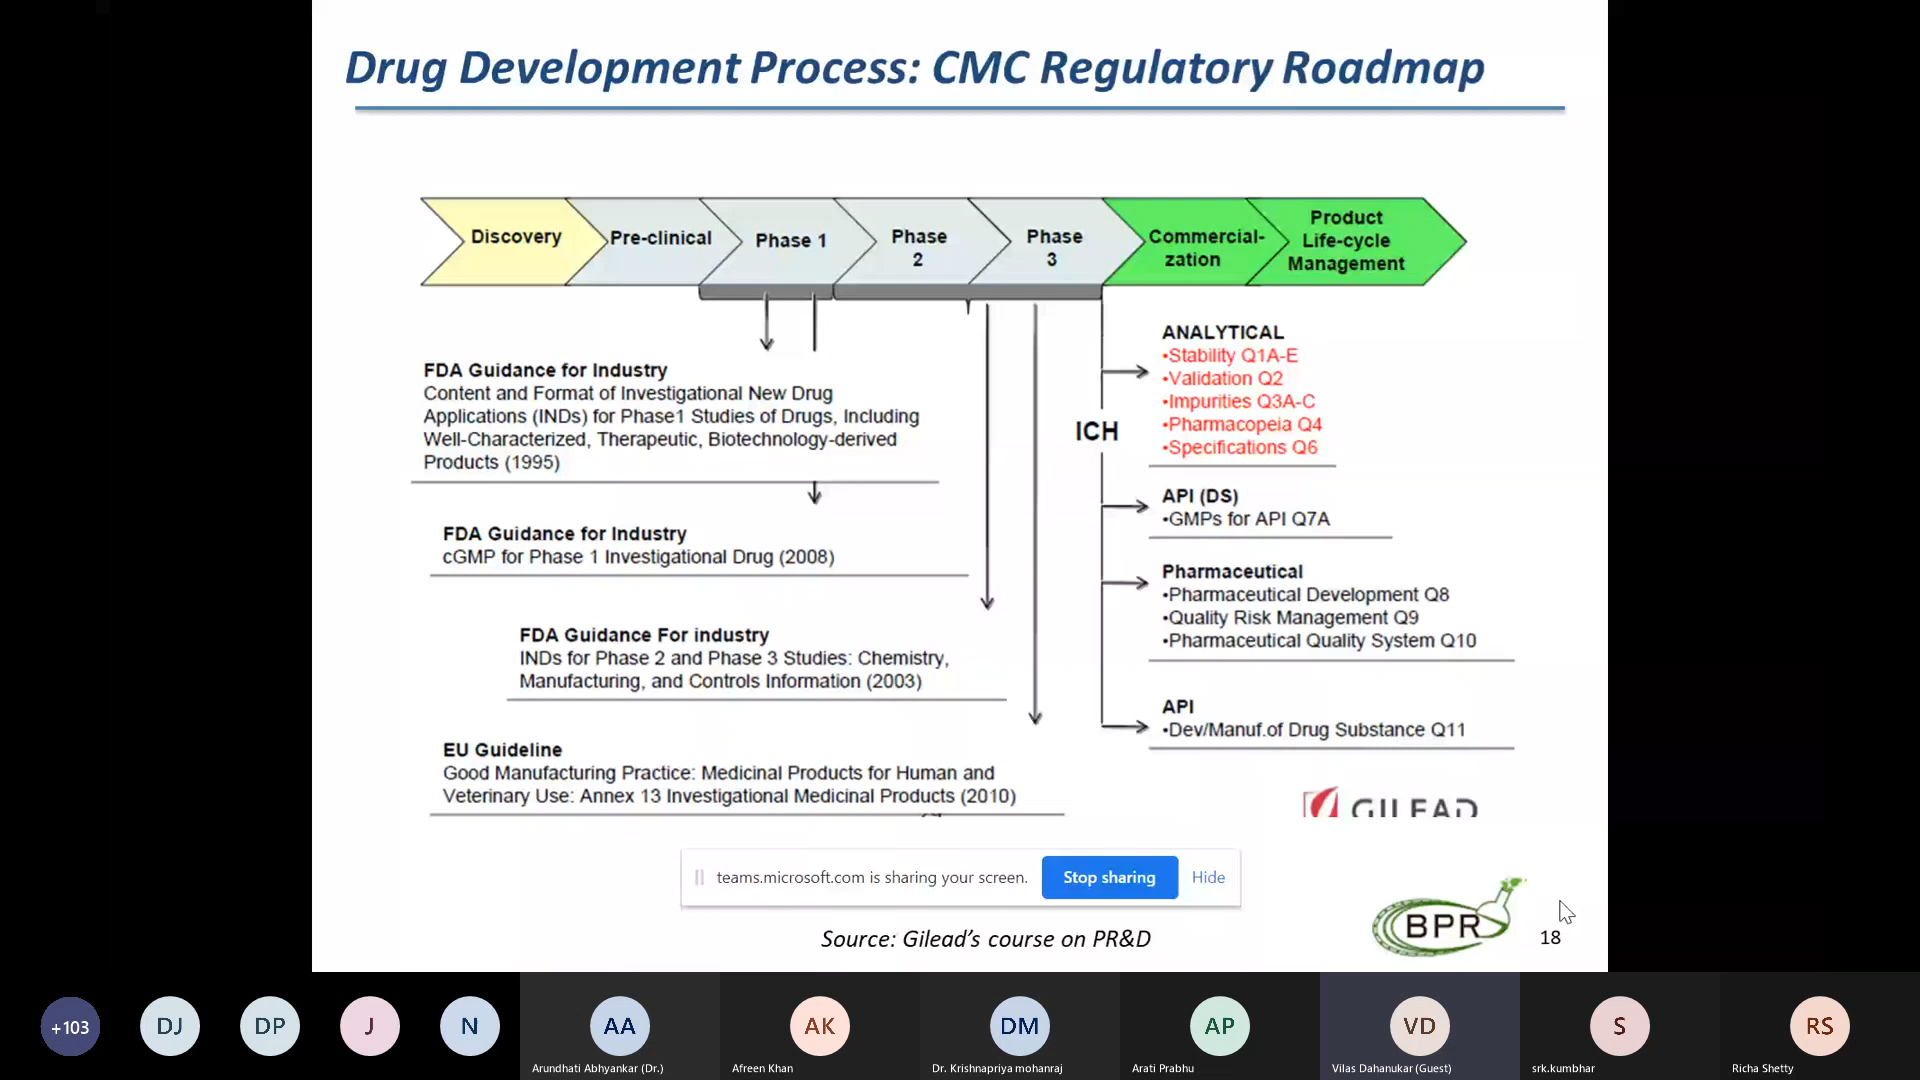 Drug Development Process: CMC Regulatory Roadmap
Discovery
Pre-clinical
Phase 1
Phase
2
Phase
3
Commercial-
zation
Product
Life-cycle
Management
FDA Guidance for Industry
Content and Format of Investigational New Drug
Applications (INDs) for Phase1 Studies of Drugs, Including
Well-Characterized, Therapeutic, Biotechnology-derived
Products (1995)
FDA Guidance for Industry
cGMP for Phase 1 Investigational Drug (2008)
FDA Guidance For industry
INDs for Phase 2 and Phase 3 Studies: Chemistry,
Manufacturing, and Controls Information (2003)
EU Guideline
Good Manufacturing Practice: Medicinal Products for Human and
Veterinary Use: Annex 13 Investigational Medicinal Products (2010)
ICH
ANALYTICAL
•Stability Q1A-E
•Validation Q2
•Impurities Q3A-C
•Pharmacopeia Q4
•Specifications Q6
API (DS)
•GMPs for API Q7A
Pharmaceutical
•Pharmaceutical Development Q8
•Quality Risk Management Q9
•Pharmaceutical Quality System Q10
API
•Dev/Manuf.of Drug Substance Q11
GILEAD
teams.microsoft.com is sharing your screen.
Stop sharing
Hide
Source: Gilead's course on PR&D
BPR
18
+103
DJ
DP
J
N
AA
AK
DM
AP
VD
S
RS
Arundhati Abhyankar (Dr.)
Afreen Khan
Dr. Krishnapriya mohanraj
Arati Prabhu
Vilas Dahanukar (Guest)
srk.kumbhar
Richa Shetty